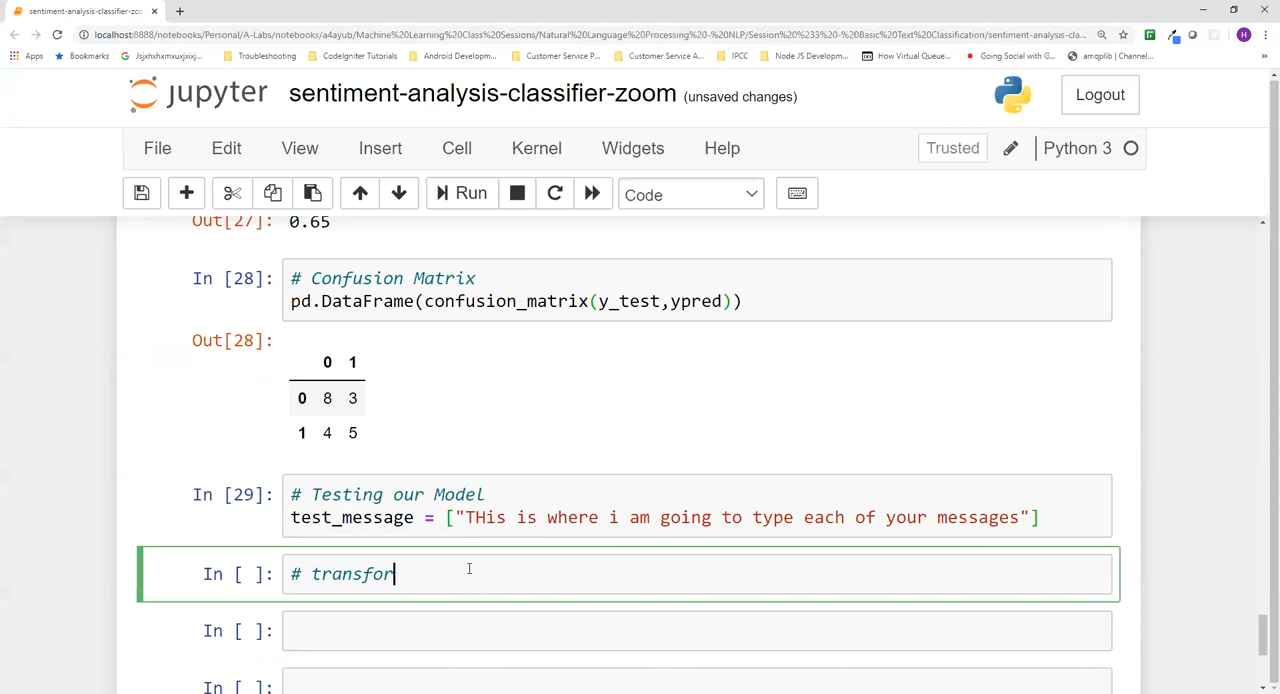 sentiment-analysis-classifier-zoo
localhost:8888/notebooks/Personal/A-Labs/notebooks/a4ayub/Machine%20Learning%20Class%20Sessions/Natural%20Language%20Processing%20-%20NLP/Session%20%233%20-%20Basic%20Text%20Classification/sentiment-analysis-cla...
H
Apps Bookmarks Jsjxhxhxmxuxjxixj... Troubleshooting CodeIgniter Tutorials Android Developm... Customer Service P... Customer Service A... IPCC Node JS Developm... How Virtual Queue... Going Social with G... amqplib | Channel... »
jupyter sentiment-analysis-classifier-zoom (unsaved changes) Logout
File Edit View Insert Cell Kernel Widgets Help Trusted Python 3
Run Code
Out[27]: 0.65
In [28]: # Confusion Matrix
pd.DataFrame(confusion_matrix(y_test,ypred))
Out[28]:
0 1
0 8 3
1 4 5
In [29]: # Testing our Model
test_message = ["THis is where i am going to type each of your messages"]
In [ ]: # transfor
In [ ]:
In [ ]: